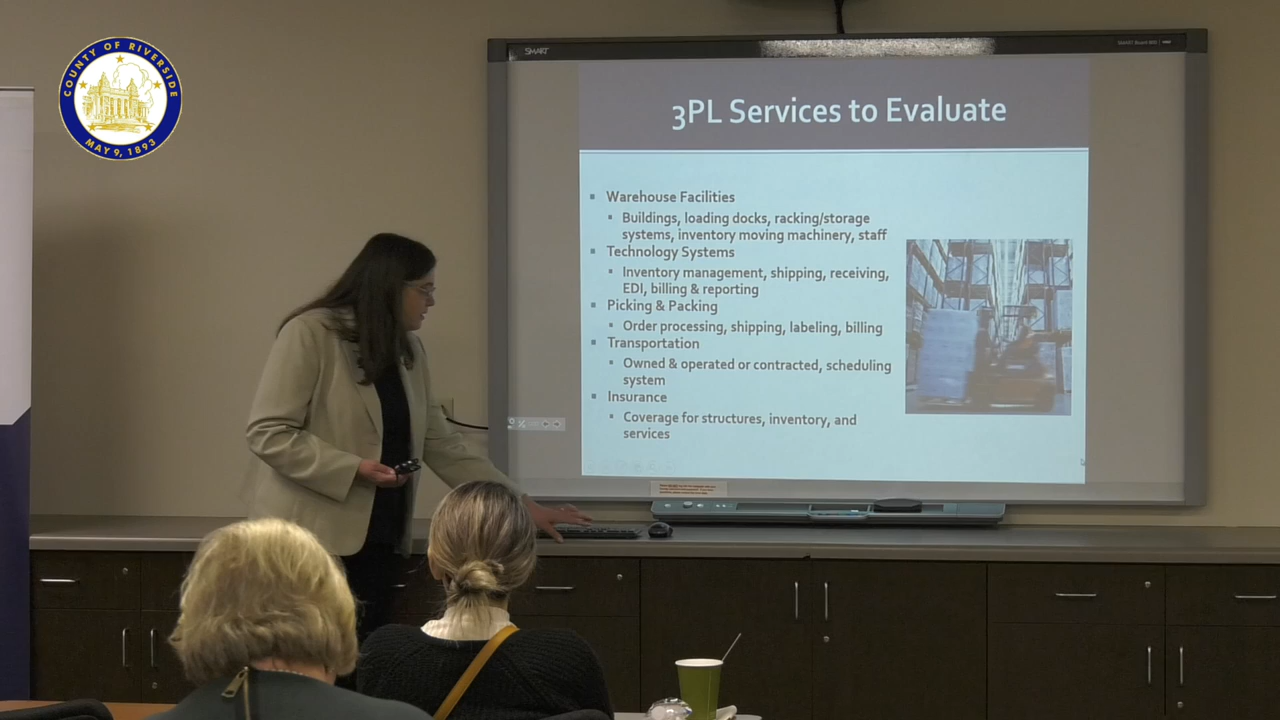 COUNTY OF RIVERSIDE
MAY 9, 1893
SMART
3PL Services to Evaluate
Warehouse Facilities
Buildings, loading docks, racking/storage
systems, inventory moving machinery, staff
Technology Systems
Inventory management, shipping, receiving,
EDI, billing & reporting
Picking & Packing
Order processing, shipping, labeling, billing
Transportation
Owned & operated or contracted, scheduling
system
Insurance
Coverage for structures, inventory, and
services